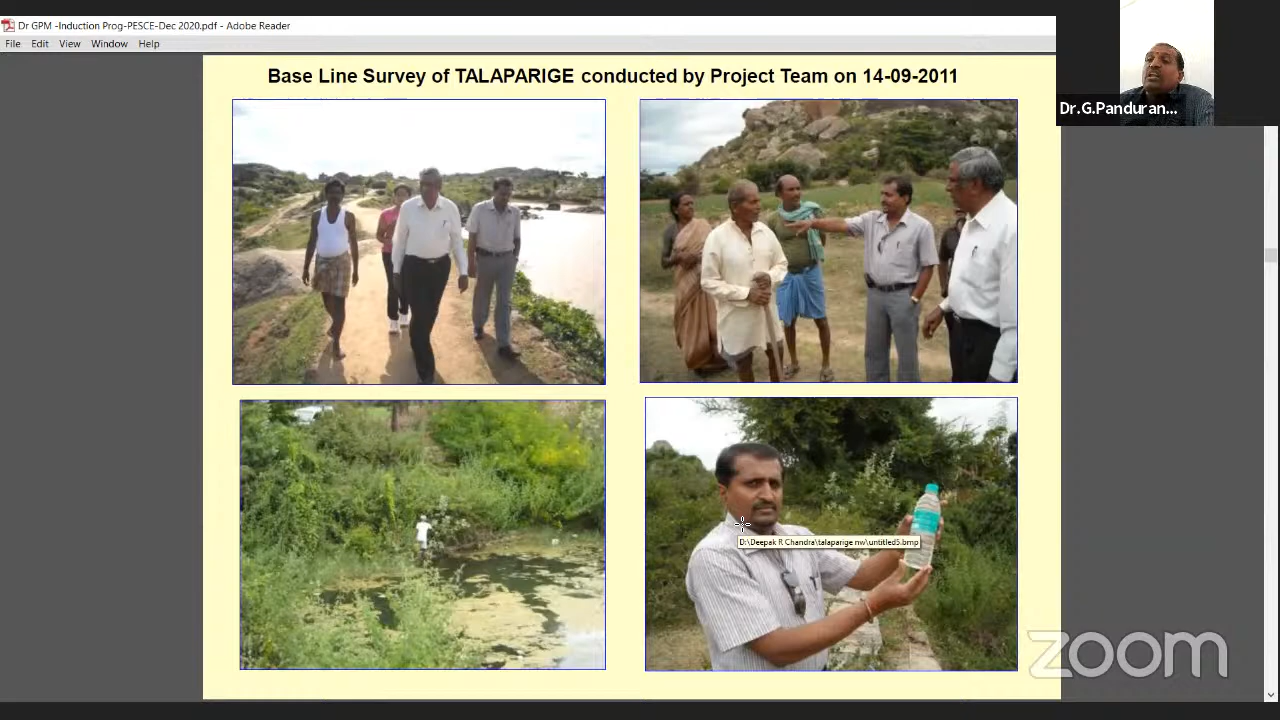 Dr GPM -Induction Prog-PESCE-Dec 2020.pdf - Adobe Reader
File Edit View Window Help
Dr.G.Panduran...
Base Line Survey of TALAPARIGE conducted by Project Team on 14-09-2011
D:\Deepak R Chandra\talaparige nw\untitled5.bmp
zoom